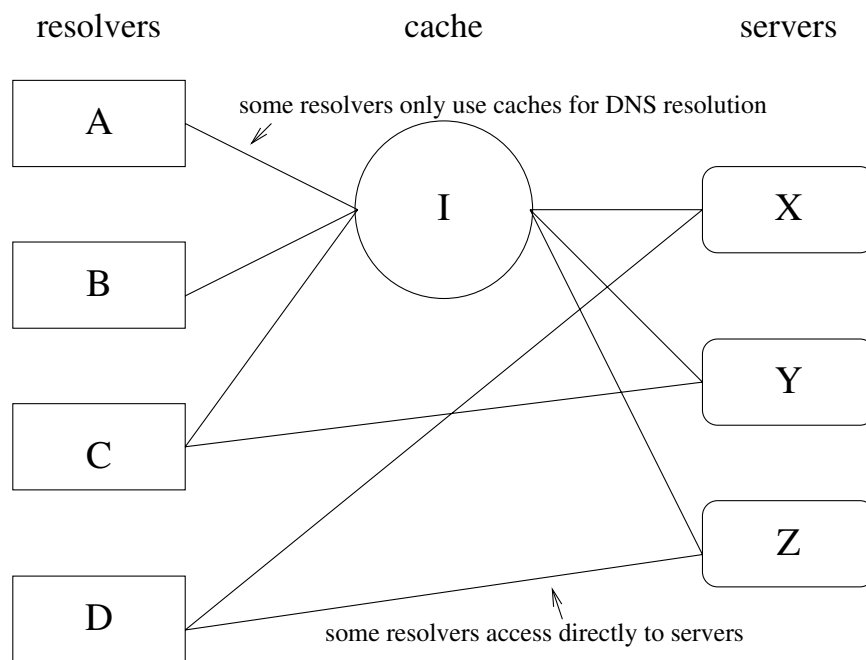 resolvers cache servers
A
some resolvers only use caches for DNS resolution
I
X
B
Y
C
Z
D
some resolvers access directly to servers